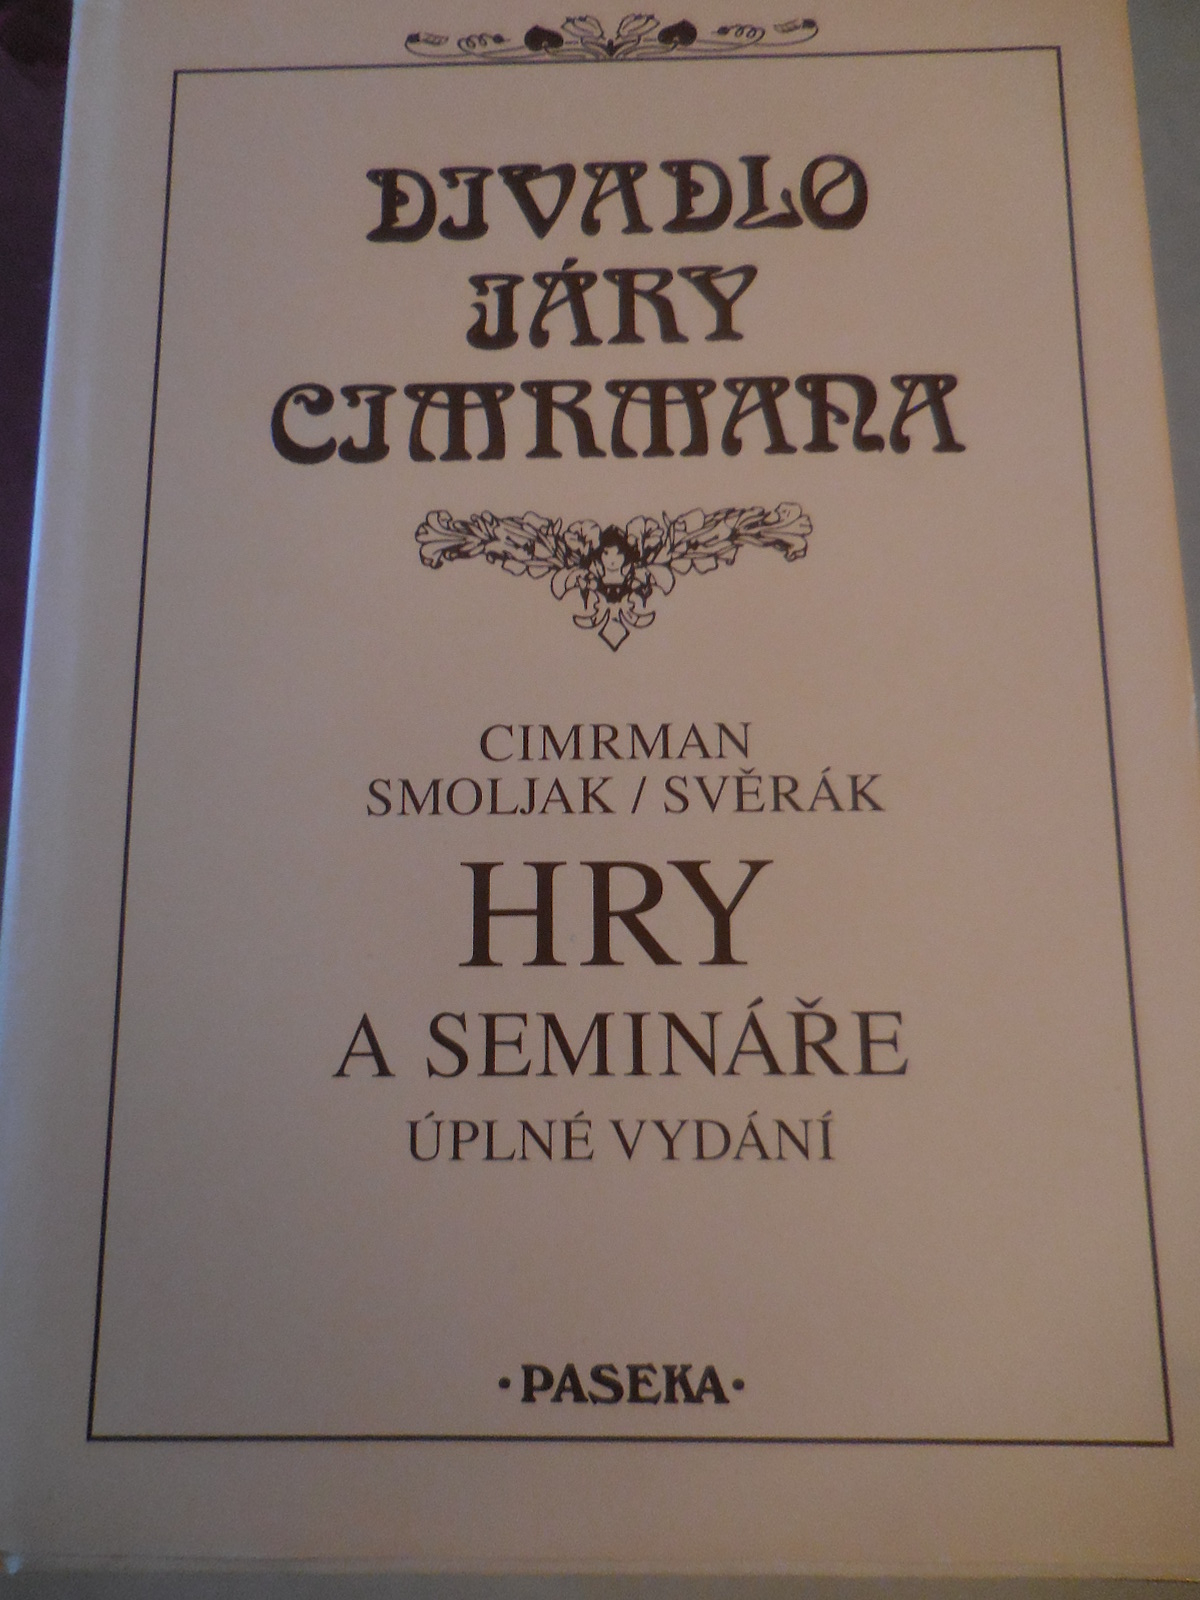 DIVADLO
JÁRY
CIMRMANA
CIMRMAN
SMOLJAK / SVĚRÁK
HRY
A SEMINÁŘE
ÚPLNÉ VYDÁNÍ
·PASEKA·